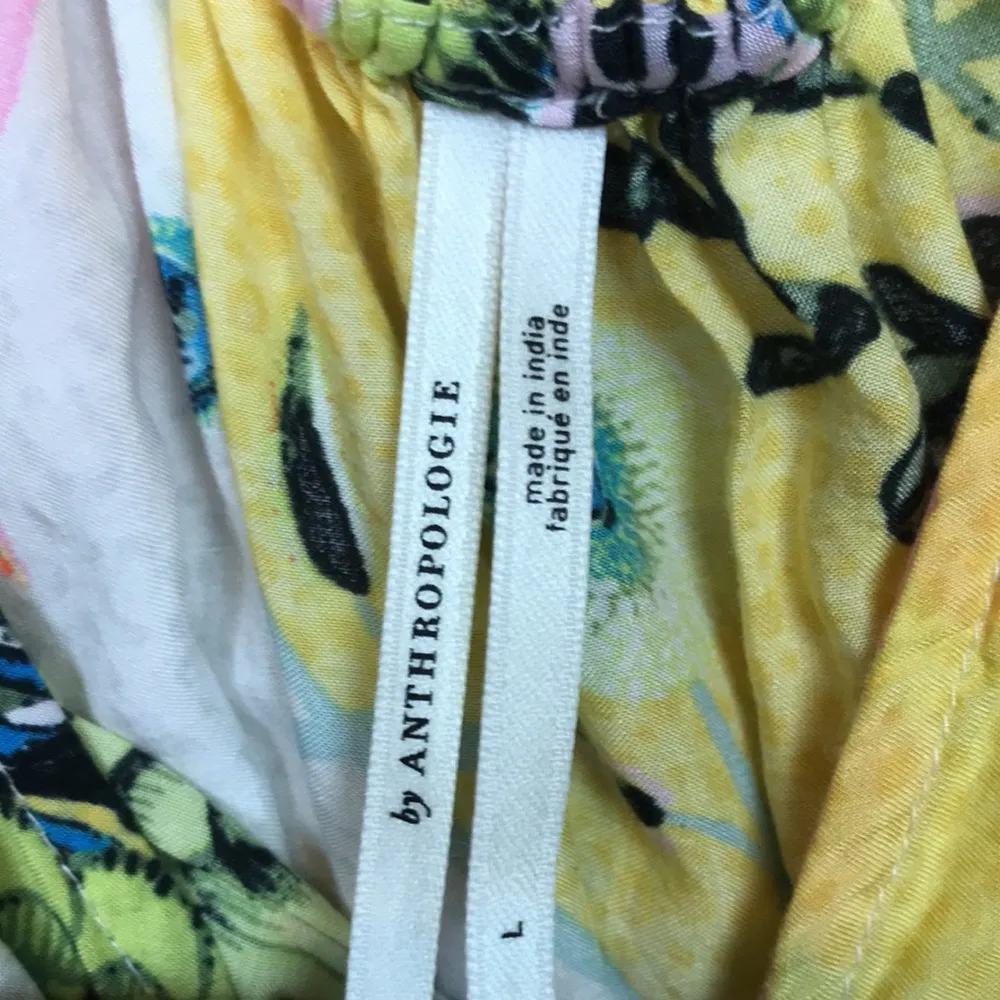 by ANTHROPOLOGIE
made in india
fabriqué en inde
L